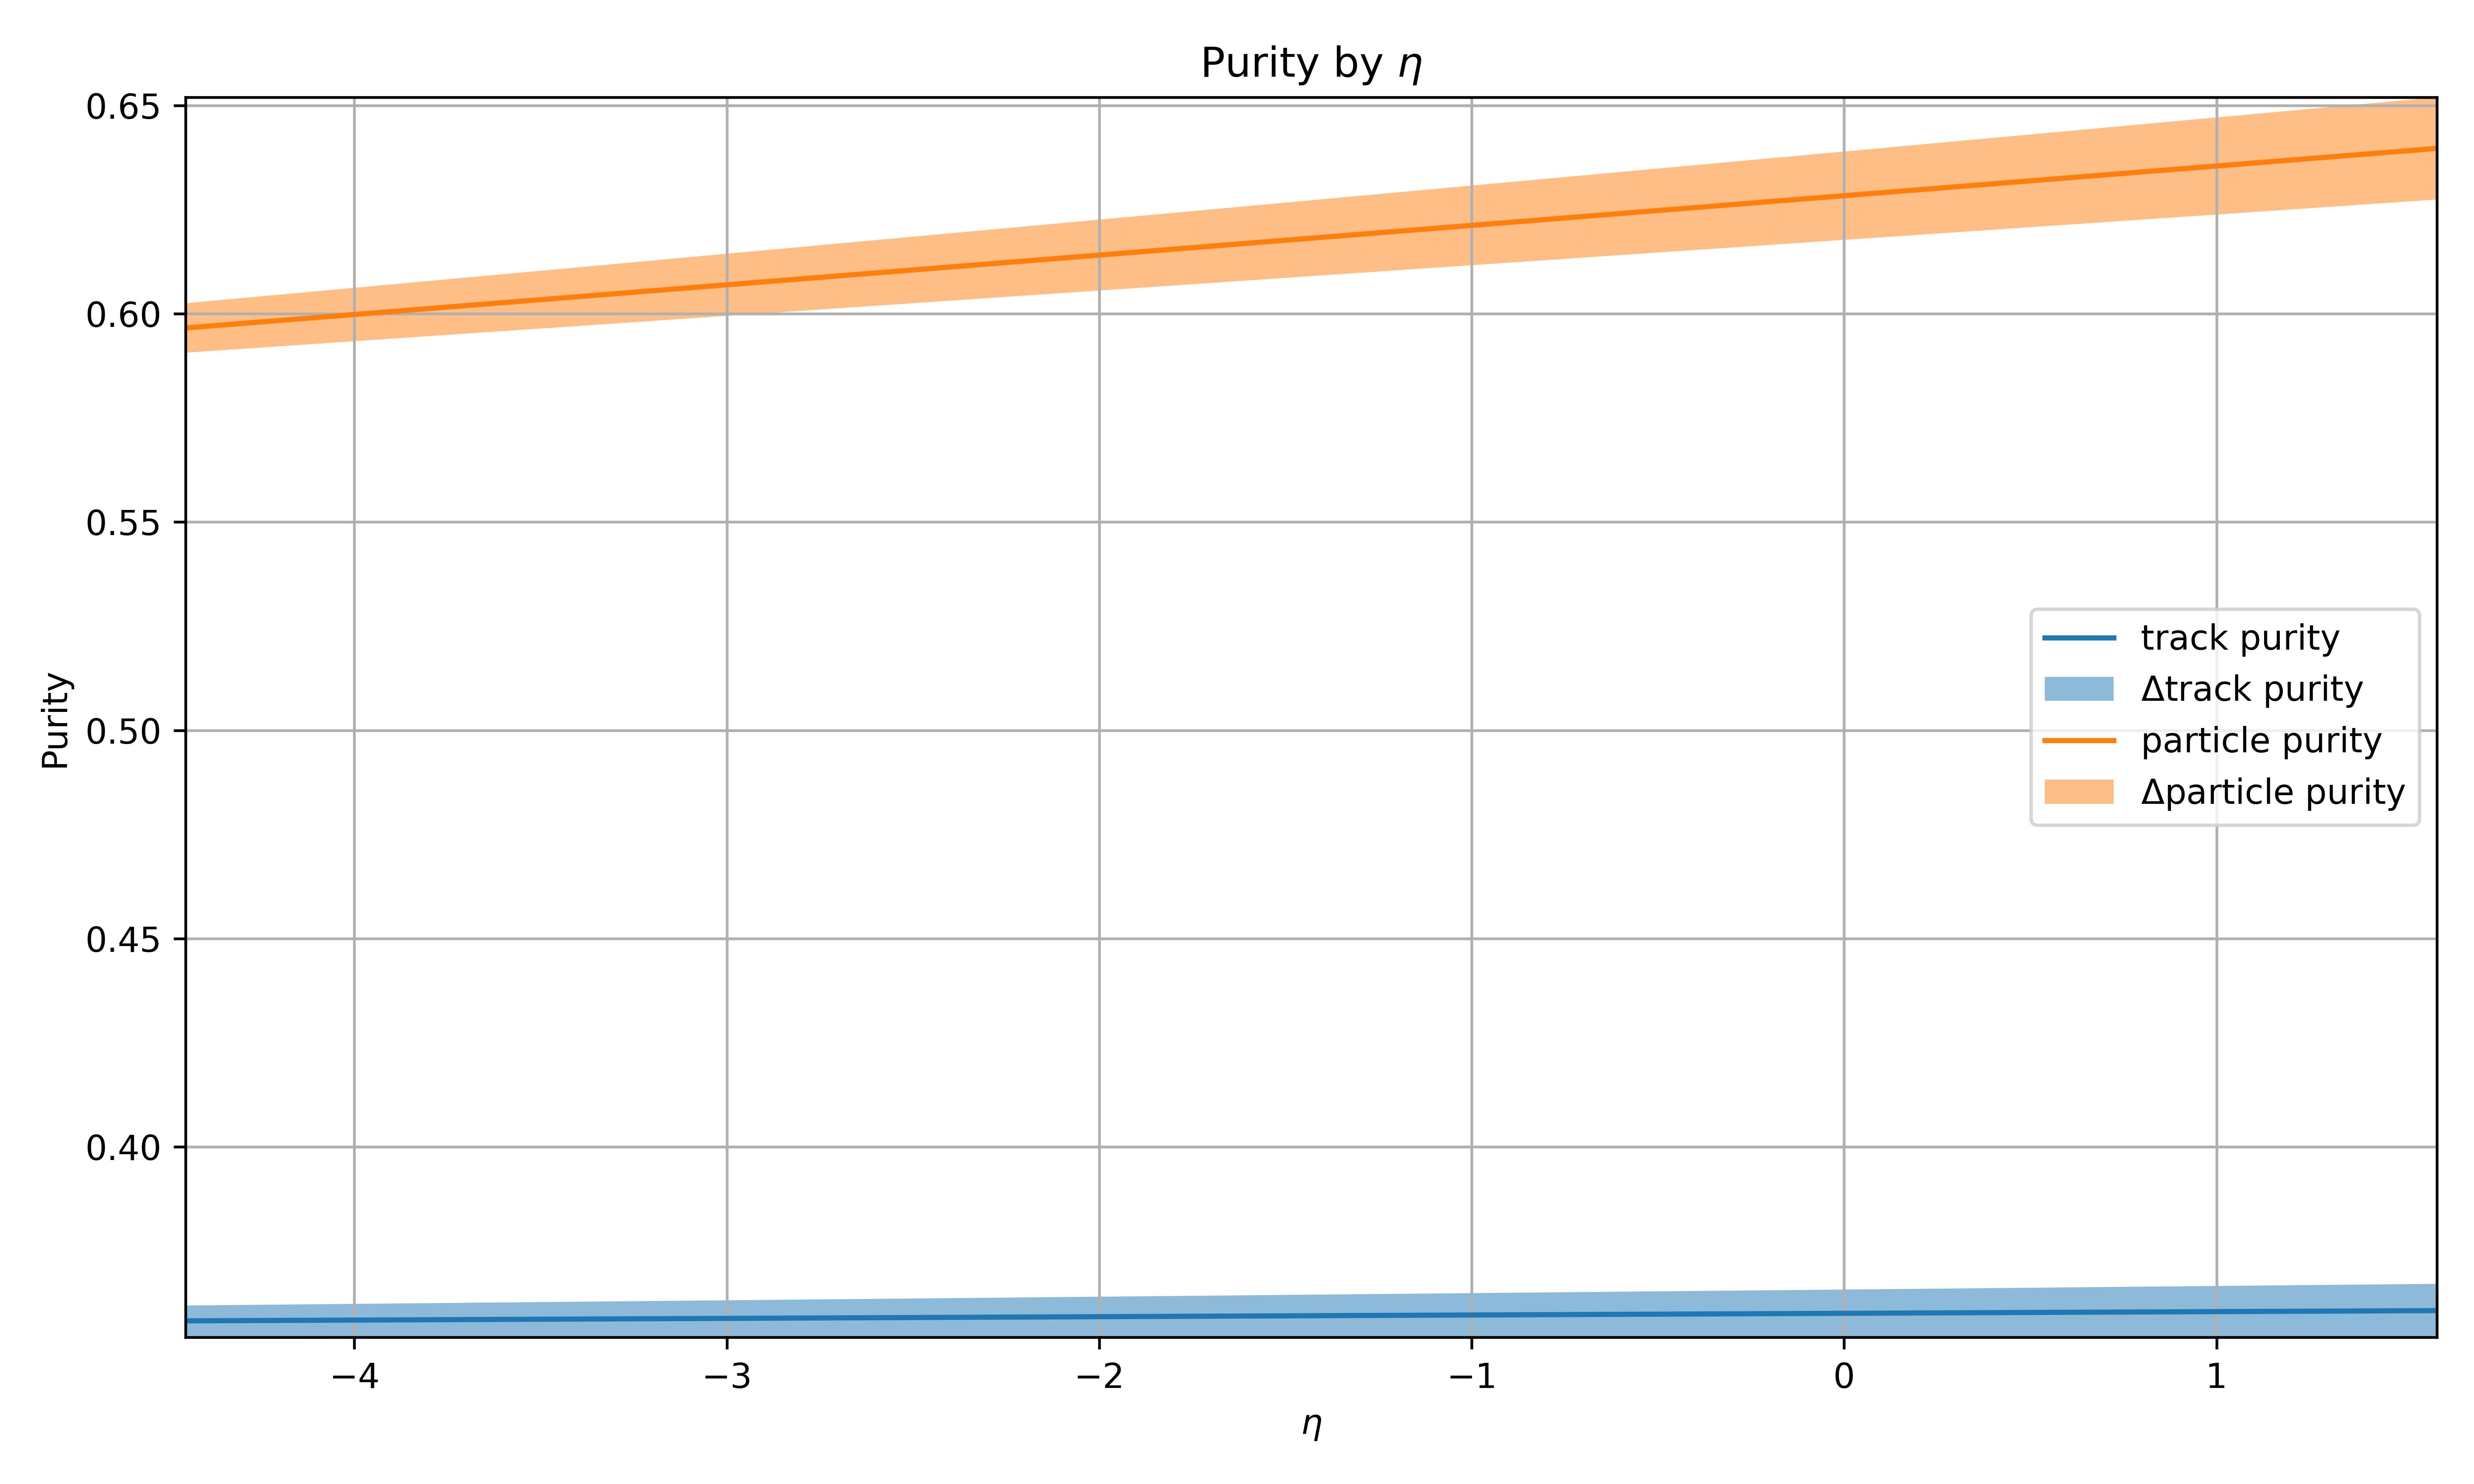 Purity by η
0.65
0.60
0.55
0.50
0.45
0.40
Purity
track purity
Δtrack purity
particle purity
Δparticle purity
−4
−3
−2
−1
0
1
η